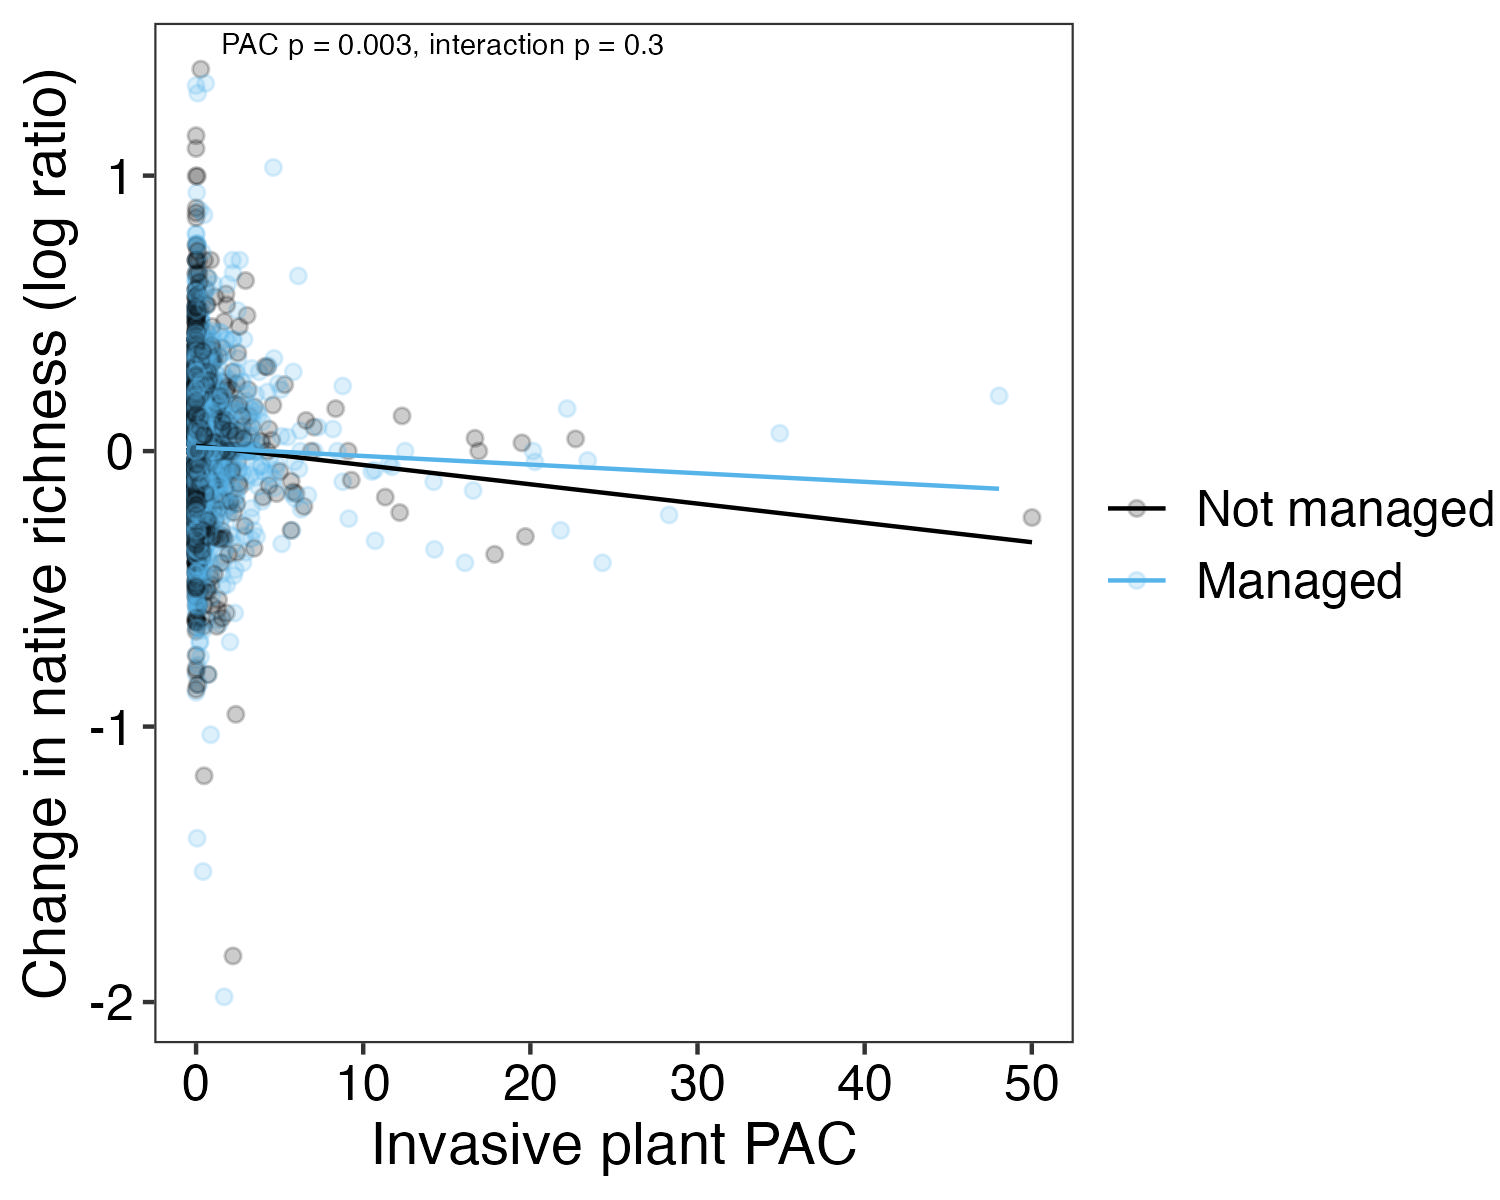 PAC p = 0.003, interaction p = 0.3
Change in native richness (log ratio)
1
0
-1
-2
0 10 20 30 40 50
Invasive plant PAC
Not managed
Managed